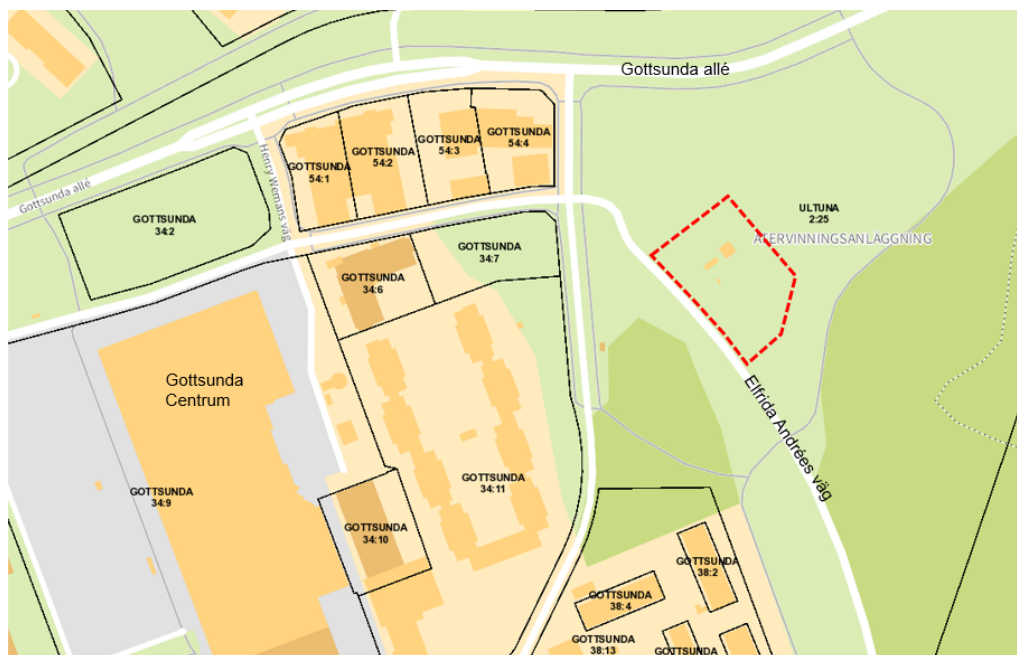 Gottsunda allé
GOTTSUNDA
54:1
GOTTSUNDA
54:2
GOTTSUNDA
54:3
GOTTSUNDA
54:4
Henry Wemans väg
Gottsunda allé
GOTTSUNDA
34:2
ULTUNA
2:25
ÅTERVINNINGSANLÄGGNING
GOTTSUNDA
34:7
GOTTSUNDA
34:6
Gottsunda
Centrum
Elfrida Andrées väg
GOTTSUNDA
34:9
GOTTSUNDA
34:11
GOTTSUNDA
34:10
GOTTSUNDA
38:2
GOTTSUNDA
38:4
GOTTSUNDA
38:13